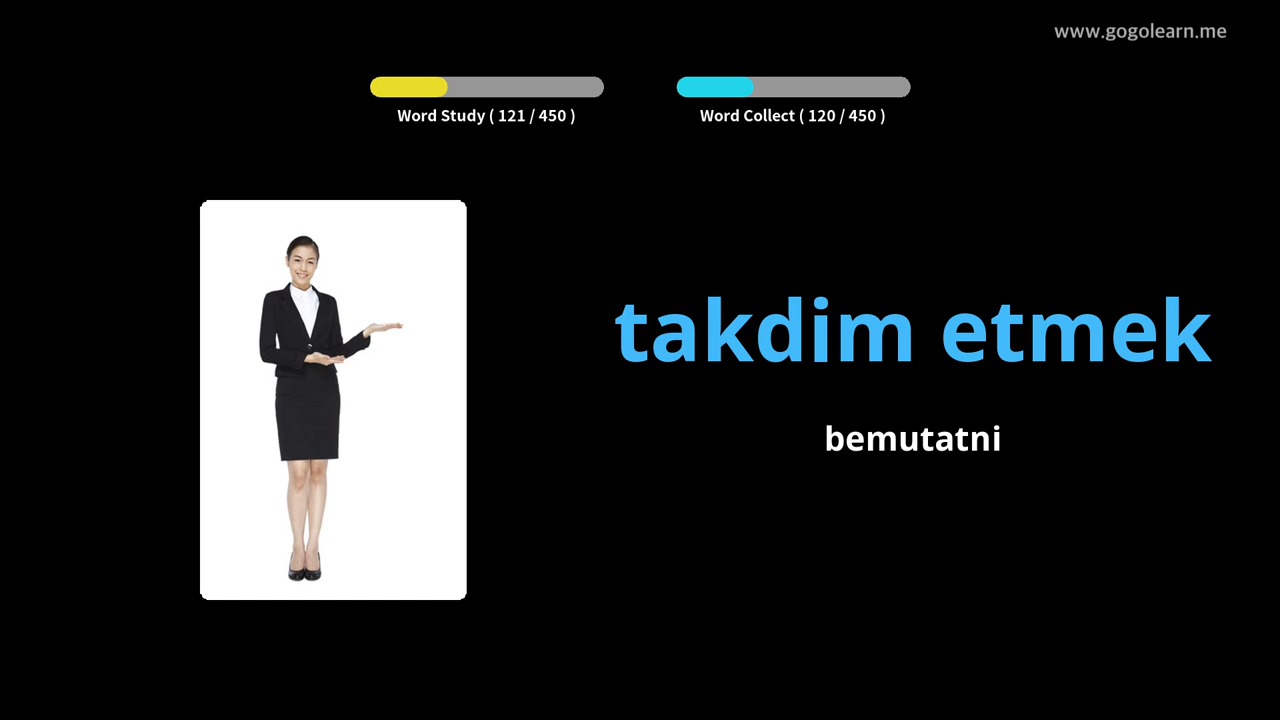 www.gogolearn.me
Word Study ( 121 / 450 )
Word Collect ( 120 / 450 )
takdim etmek
bemutatni